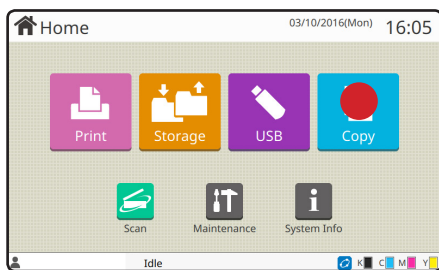 Home 03/10/2016(Mon) 16:05
Print Storage USB Copy
Scan Maintenance System Info
Idle K C M Y